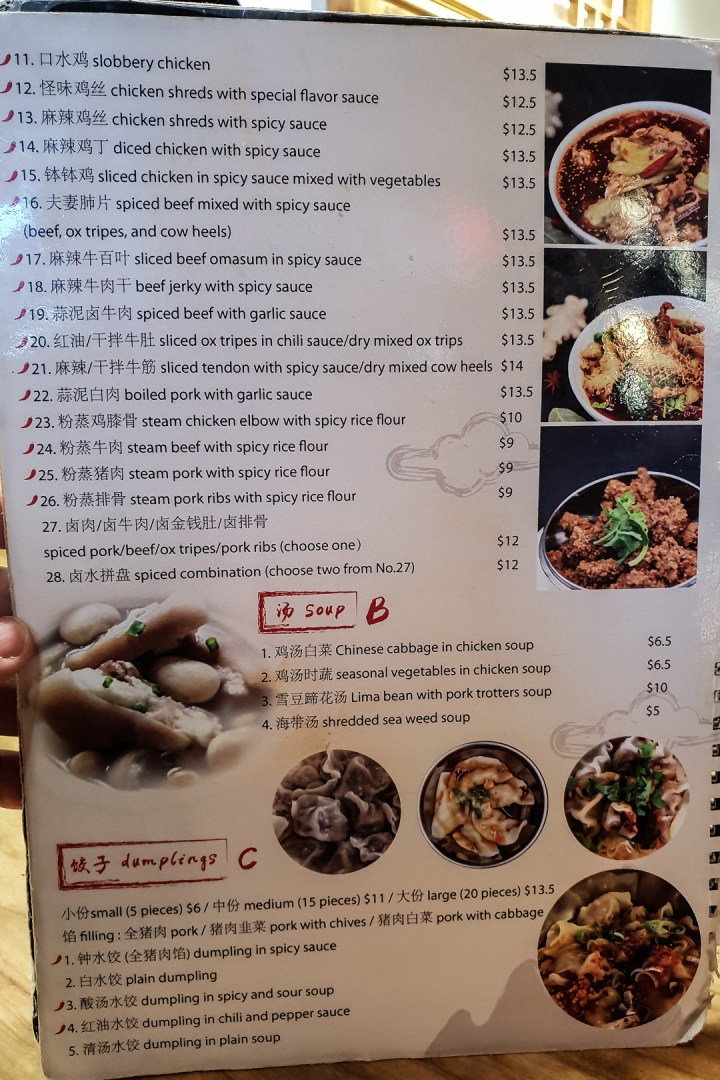 11. 口水鸡 slobbery chicken $13.5
12. 怪味鸡丝 chicken shreds with special flavor sauce $12.5
13. 麻辣鸡丝 chicken shreds with spicy sauce $12.5
14. 麻辣鸡丁 diced chicken with spicy sauce $13.5
15. 钵钵鸡 sliced chicken in spicy sauce mixed with vegetables $13.5
16. 夫妻肺片 spiced beef mixed with spicy sauce
(beef, ox tripes, and cow heels) $13.5
17. 麻辣牛百叶 sliced beef omasum in spicy sauce $13.5
18. 麻辣牛肉干 beef jerky with spicy sauce $13.5
19. 蒜泥卤牛肉 spiced beef with garlic sauce $13.5
20. 红油/干拌牛肚 sliced ox tripes in chili sauce/dry mixed ox trips $13.5
21. 麻辣/干拌牛筋 sliced tendon with spicy sauce/dry mixed cow heels $14
22. 蒜泥白肉 boiled pork with garlic sauce $13.5
23. 粉蒸鸡膝骨 steam chicken elbow with spicy rice flour $10
24. 粉蒸牛肉 steam beef with spicy rice flour $9
25. 粉蒸猪肉 steam pork with spicy rice flour $9
26. 粉蒸排骨 steam pork ribs with spicy rice flour $9
27. 卤肉/卤牛肉/卤金钱肚/卤排骨
spiced pork/beef/ox tripes/pork ribs (choose one) $12
28. 卤水拼盘 spiced combination (choose two from No.27) $12
汤 soup B
1. 鸡汤白菜 Chinese cabbage in chicken soup $6.5
2. 鸡汤时蔬 seasonal vegetables in chicken soup $6.5
3. 雪豆蹄花汤 Lima bean with pork trotters soup $10
4. 海带汤 shredded sea weed soup $5
饺子 dumplings C
小份small (5 pieces) $6 / 中份 medium (15 pieces) $11 / 大份 large (20 pieces) $13.5
馅 filling : 全猪肉 pork / 猪肉韭菜 pork with chives / 猪肉白菜 pork with cabbage
1. 钟水饺 (全猪肉馅) dumpling in spicy sauce
2. 白水饺 plain dumpling
3. 酸汤水饺 dumpling in spicy and sour soup
4. 红油水饺 dumpling in chili and pepper sauce
5. 清汤水饺 dumpling in plain soup